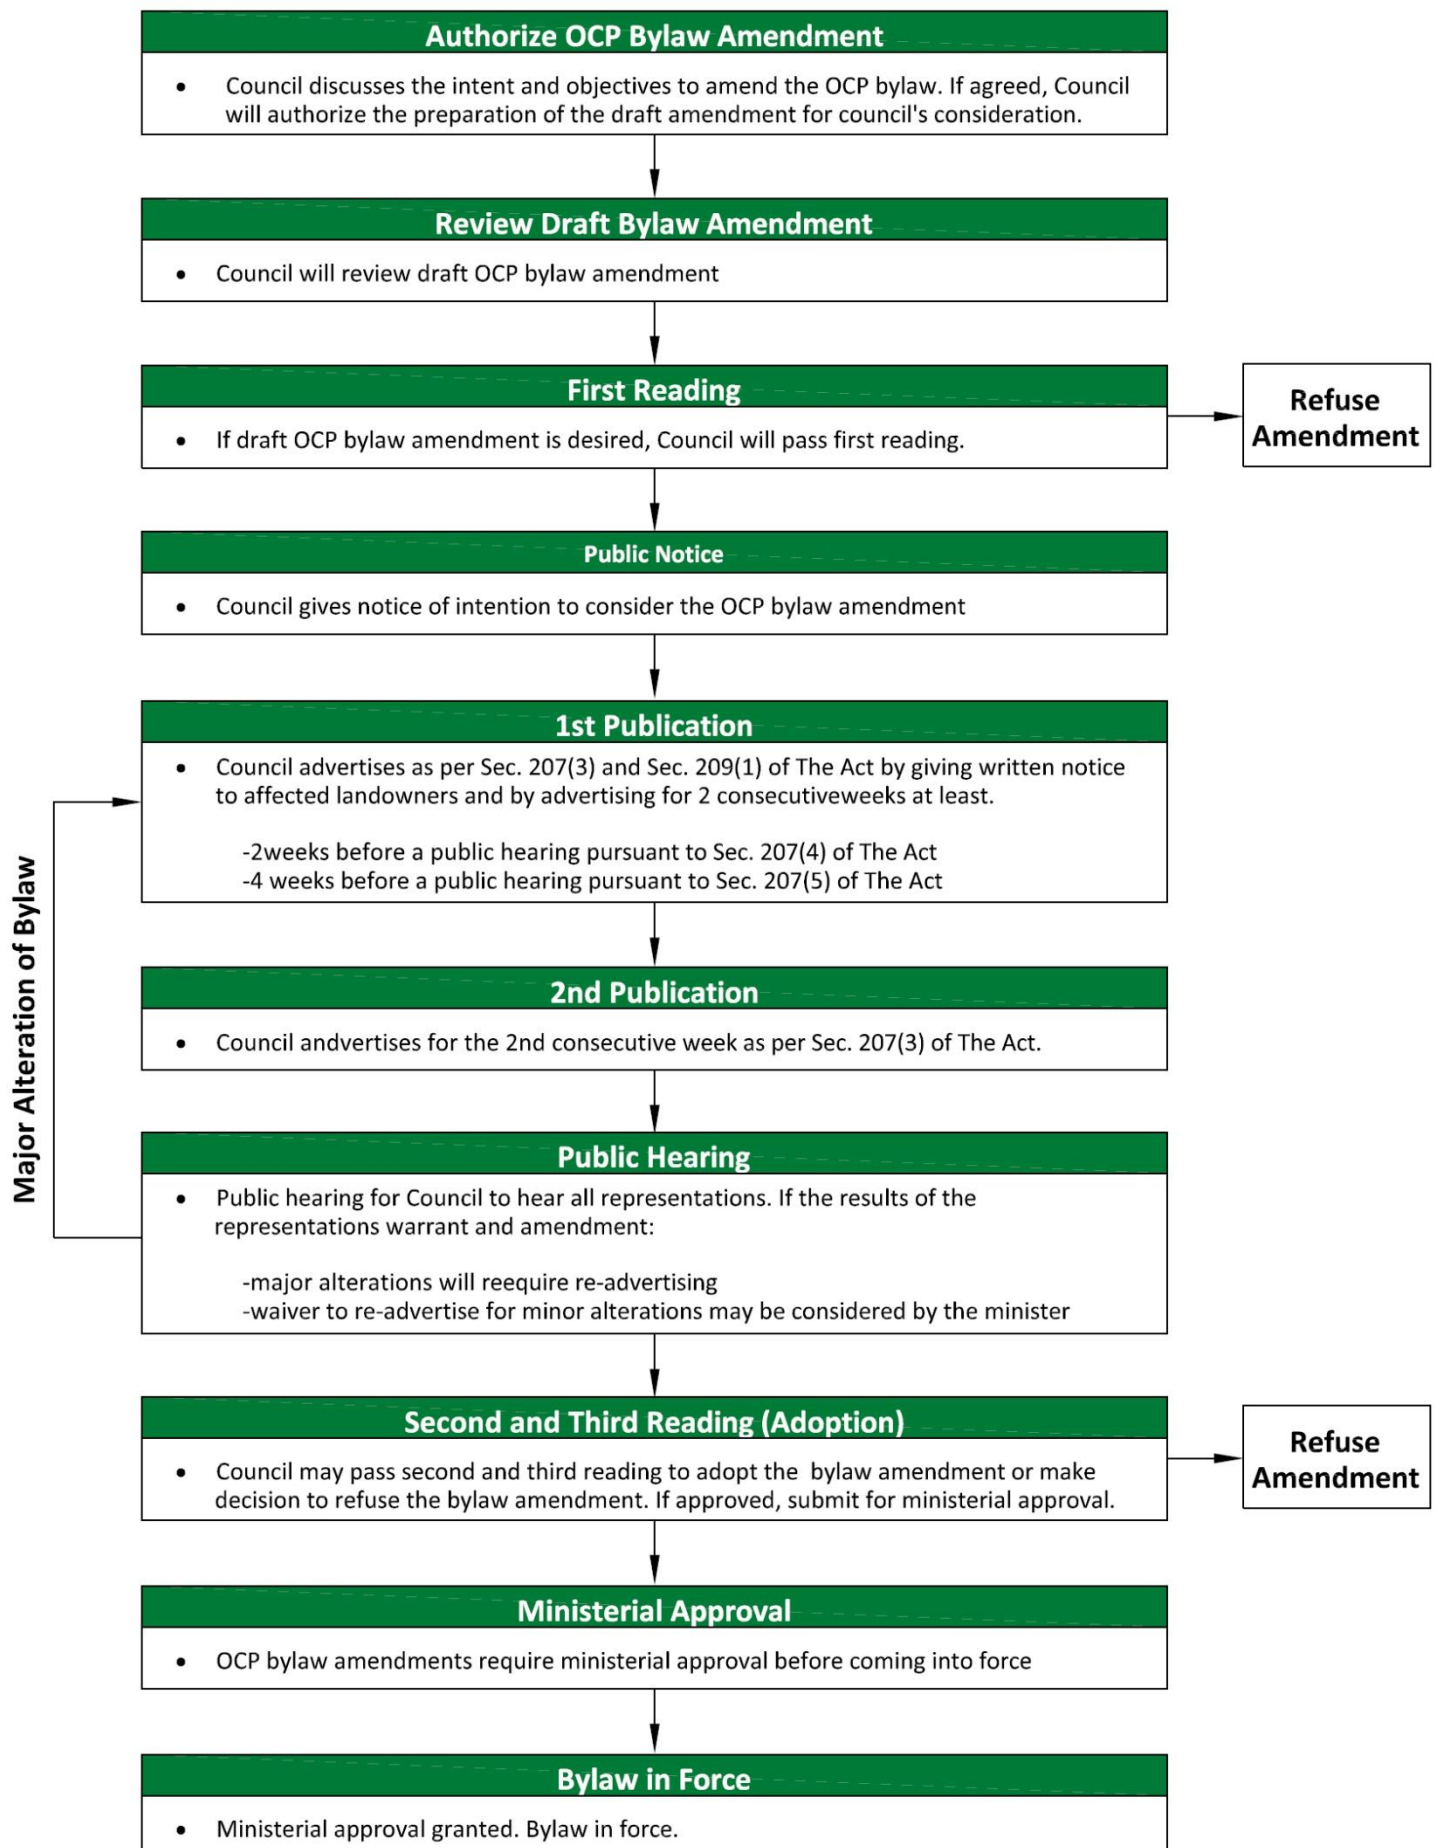 Authorize OCP Bylaw Amendment
• Council discusses the intent and objectives to amend the OCP bylaw. If agreed, Council
will authorize the preparation of the draft amendment for council's consideration.
Review Draft Bylaw Amendment
• Council will review draft OCP bylaw amendment
First Reading
• If draft OCP bylaw amendment is desired, Council will pass first reading.
Refuse
Amendment
Public Notice
• Council gives notice of intention to consider the OCP bylaw amendment
1st Publication
• Council advertises as per Sec. 207(3) and Sec. 209(1) of The Act by giving written notice
to affected landowners and by advertising for 2 consecutiveweeks at least.
-2weeks before a public hearing pursuant to Sec. 207(4) of The Act
-4 weeks before a public hearing pursuant to Sec. 207(5) of The Act
Major Alteration of Bylaw
2nd Publication
• Council andvertises for the 2nd consecutive week as per Sec. 207(3) of The Act.
Public Hearing
• Public hearing for Council to hear all representations. If the results of the
representations warrant and amendment:
-major alterations will reequire re-advertising
-waiver to re-advertise for minor alterations may be considered by the minister
Second and Third Reading (Adoption)
• Council may pass second and third reading to adopt the  bylaw amendment or make
decision to refuse the bylaw amendment. If approved, submit for ministerial approval.
Refuse
Amendment
Ministerial Approval
• OCP bylaw amendments require ministerial approval before coming into force
Bylaw in Force
• Ministerial approval granted. Bylaw in force.